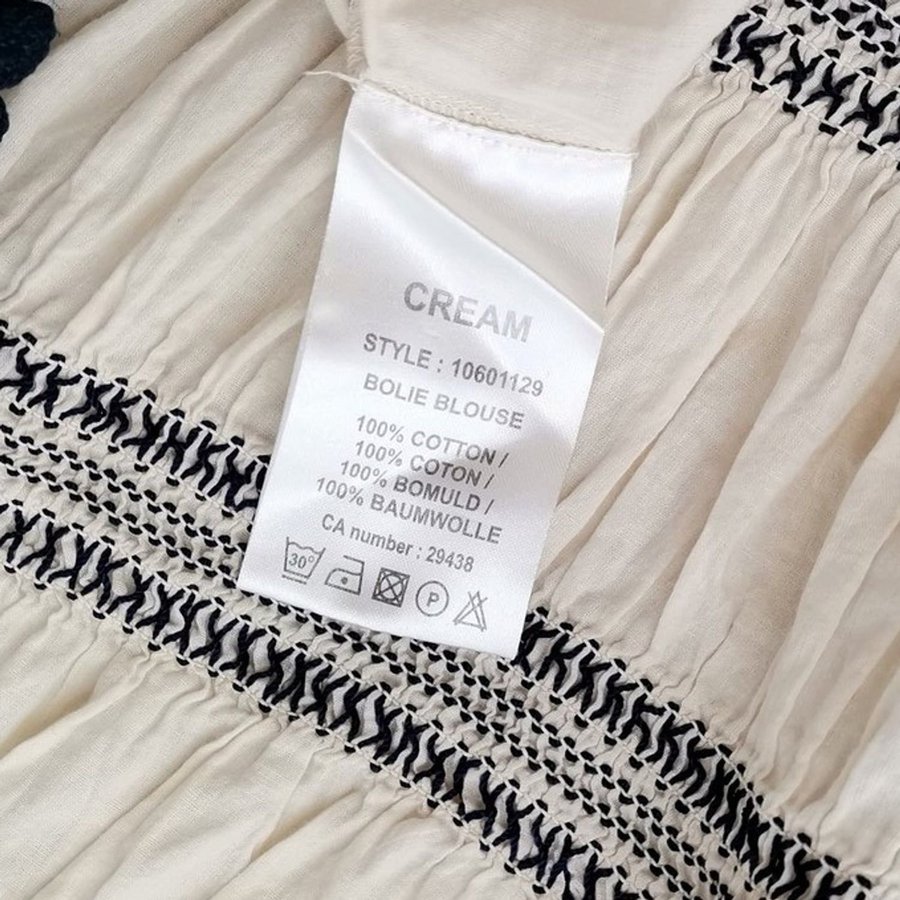 CREAM
STYLE : 10601129
BOLIE BLOUSE
100% COTTON /
100% COTON /
100% BOMULD /
100% BAUMWOLLE
CA number : 29438
30° P